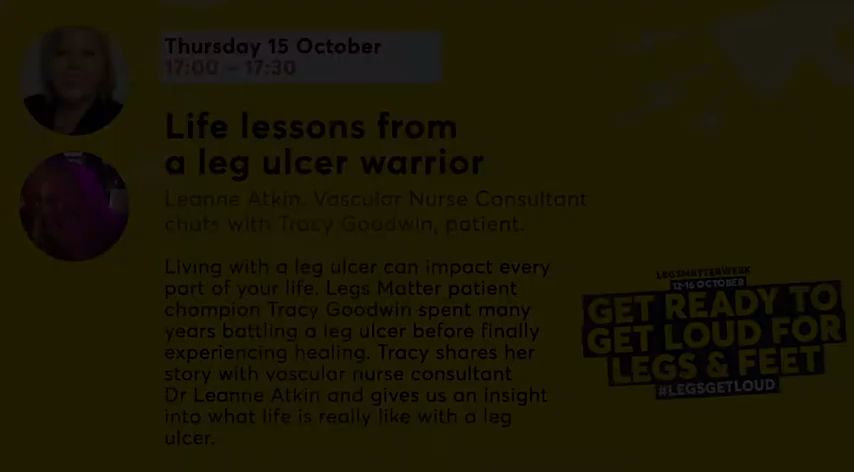 Thursday 15 October
17:00 – 17:30
Life lessons from
a leg ulcer warrior
Leanne Atkin, Vascular Nurse Consultant
chats with Tracy Goodwin, patient.
Living with a leg ulcer can impact every
part of your life. Legs Matter patient
champion Tracy Goodwin spent many
years battling a leg ulcer before finally
experiencing healing. Tracy shares her
story with vascular nurse consultant
Dr Leanne Atkin and gives us an insight
into what life is really like with a leg
ulcer.
LEGSMATTERWEEK
12-16 OCTOBER
GET READY TO
GET LOUD FOR
LEGS & FEET
#LEGSGETLOUD